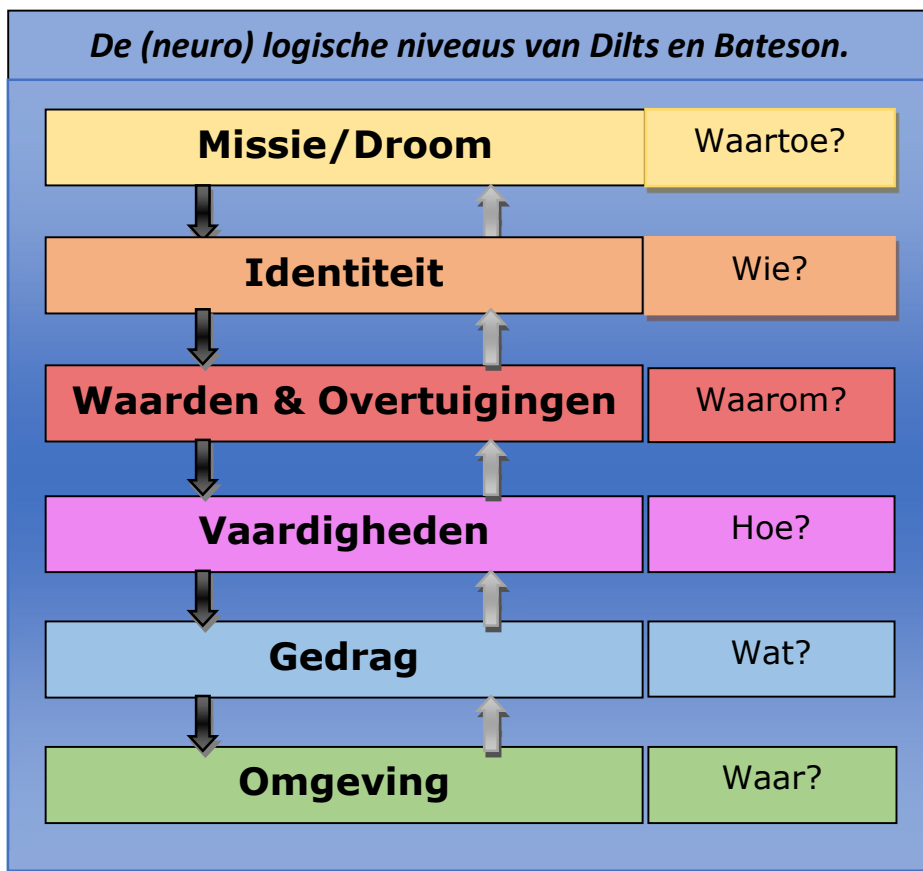 De (neuro) logische niveaus van Dilts en Bateson.
Missie/Droom
Waartoe?
Identiteit
Wie?
Waarden & Overtuigingen
Waarom?
Vaardigheden
Hoe?
Gedrag
Wat?
Omgeving
Waar?